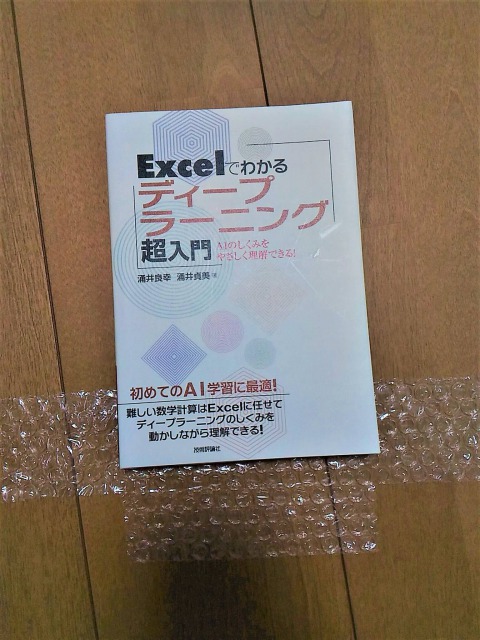 Excelでわかる
ディープ
ラーニング
超入門
AIのしくみを
やさしく理解できる!
涌井良幸 涌井貞美 著
初めてのAI学習に最適!
難しい数学計算はExcelに任せて
ディープラーニングのしくみを
動かしながら理解できる!
技術評論社